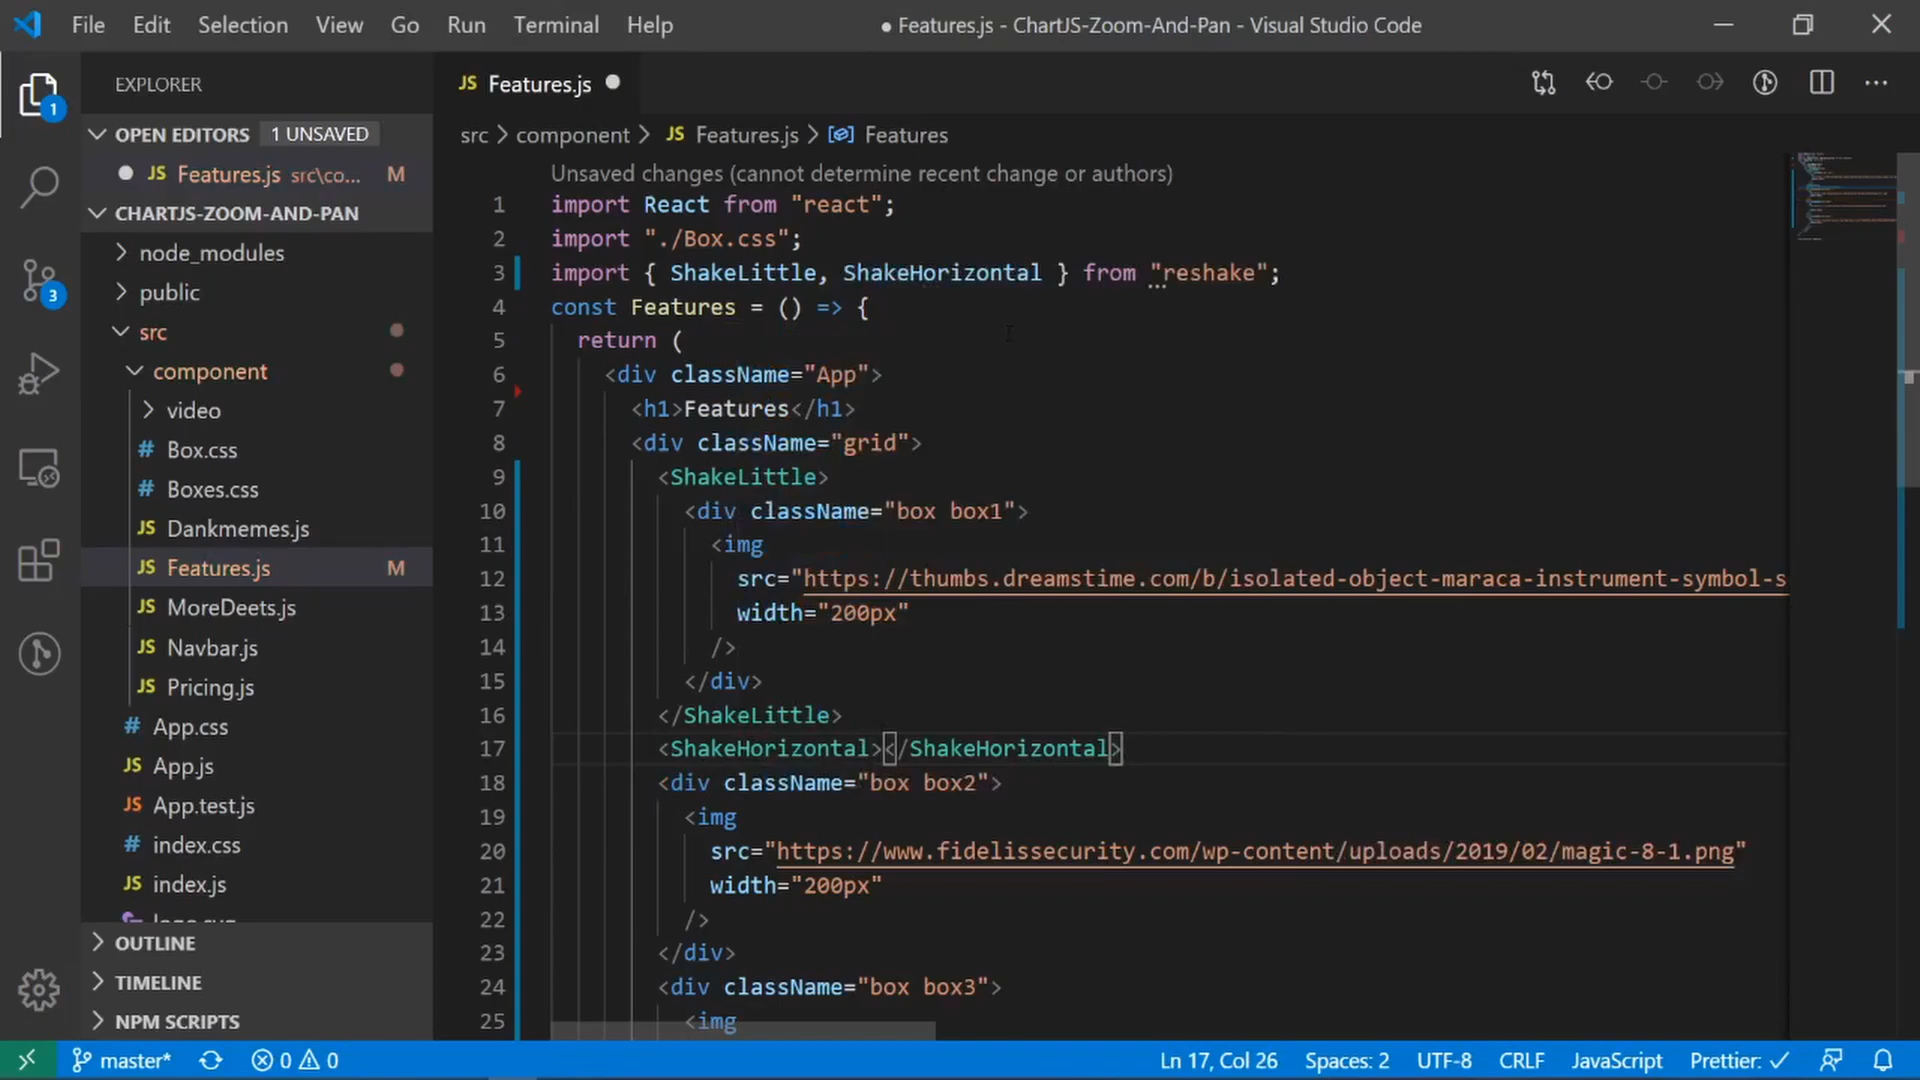 File Edit Selection View Go Run Terminal Help ● Features.js - ChartJS-Zoom-And-Pan - Visual Studio Code
EXPLORER
OPEN EDITORS 1 UNSAVED
JS Features.js src\co... M
CHARTJS-ZOOM-AND-PAN
node_modules
public
src
component
video
# Box.css
# Boxes.css
JS Dankmemes.js
JS Features.js M
JS MoreDeets.js
JS Navbar.js
JS Pricing.js
# App.css
JS App.js
JS App.test.js
# index.css
JS index.js
OUTLINE
TIMELINE
NPM SCRIPTS
1
3
JS Features.js
src > component > JS Features.js > Features
Unsaved changes (cannot determine recent change or authors)
1 import React from "react";
2 import "./Box.css";
3 import { ShakeLittle, ShakeHorizontal } from "reshake";
4 const Features = () => {
5 return (
6 <div className="App">
7 <h1>Features</h1>
8 <div className="grid">
9 <ShakeLittle>
10 <div className="box box1">
11 <img
12 src="https://thumbs.dreamstime.com/b/isolated-object-maraca-instrument-symbol-s
13 width="200px"
14 />
15 </div>
16 </ShakeLittle>
17 <ShakeHorizontal></ShakeHorizontal>
18 <div className="box box2">
19 <img
20 src="https://www.fidelissecurity.com/wp-content/uploads/2019/02/magic-8-1.png"
21 width="200px"
22 />
23 </div>
24 <div className="box box3">
25 <img
master* 0 0 Ln 17, Col 26 Spaces: 2 UTF-8 CRLF JavaScript Prettier: ✓